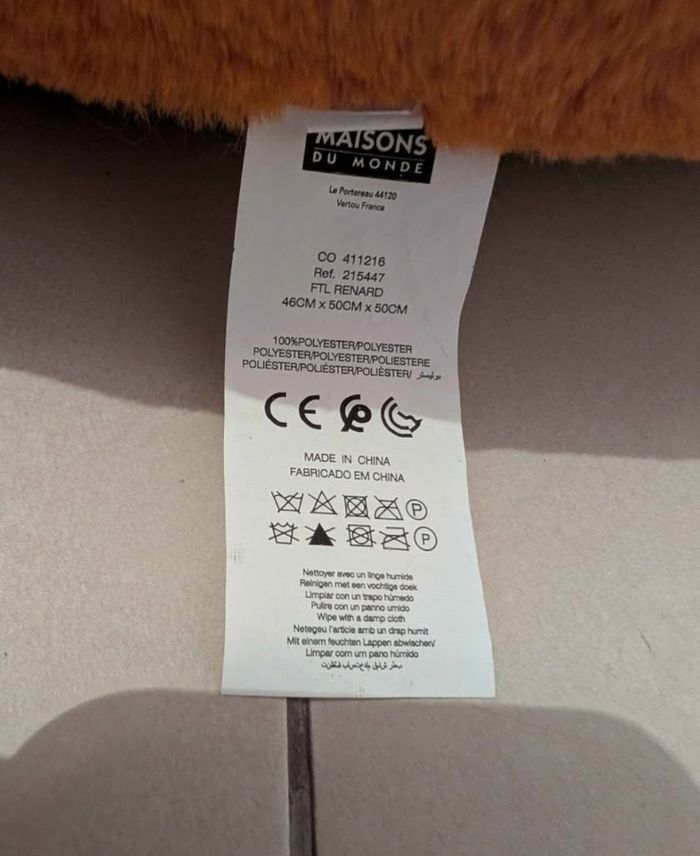 MAISONS
DU MONDE
Le Portereau 44120
Vertou France
CO 411216
Ref. 215447
FTL RENARD
46CM x 50CM x 50CM
100%POLYESTER/POLYESTER
POLYESTER/POLYESTER/POLIESTERE
POLIÉSTER/POLIÉSTER/POLIÈSTER/ بوليستر
CE
MADE IN CHINA
FABRICADO EM CHINA
P
P
Nettoyer avec un linge humide
Reinigen met een vochtige doek
Limpiar con un trapo húmedo
Pulire con un panno umido
Wipe with a damp cloth
Netegeu l'article amb un drap humit
Mit einem feuchten Lappen abwischen/
Limpar com um pano húmido